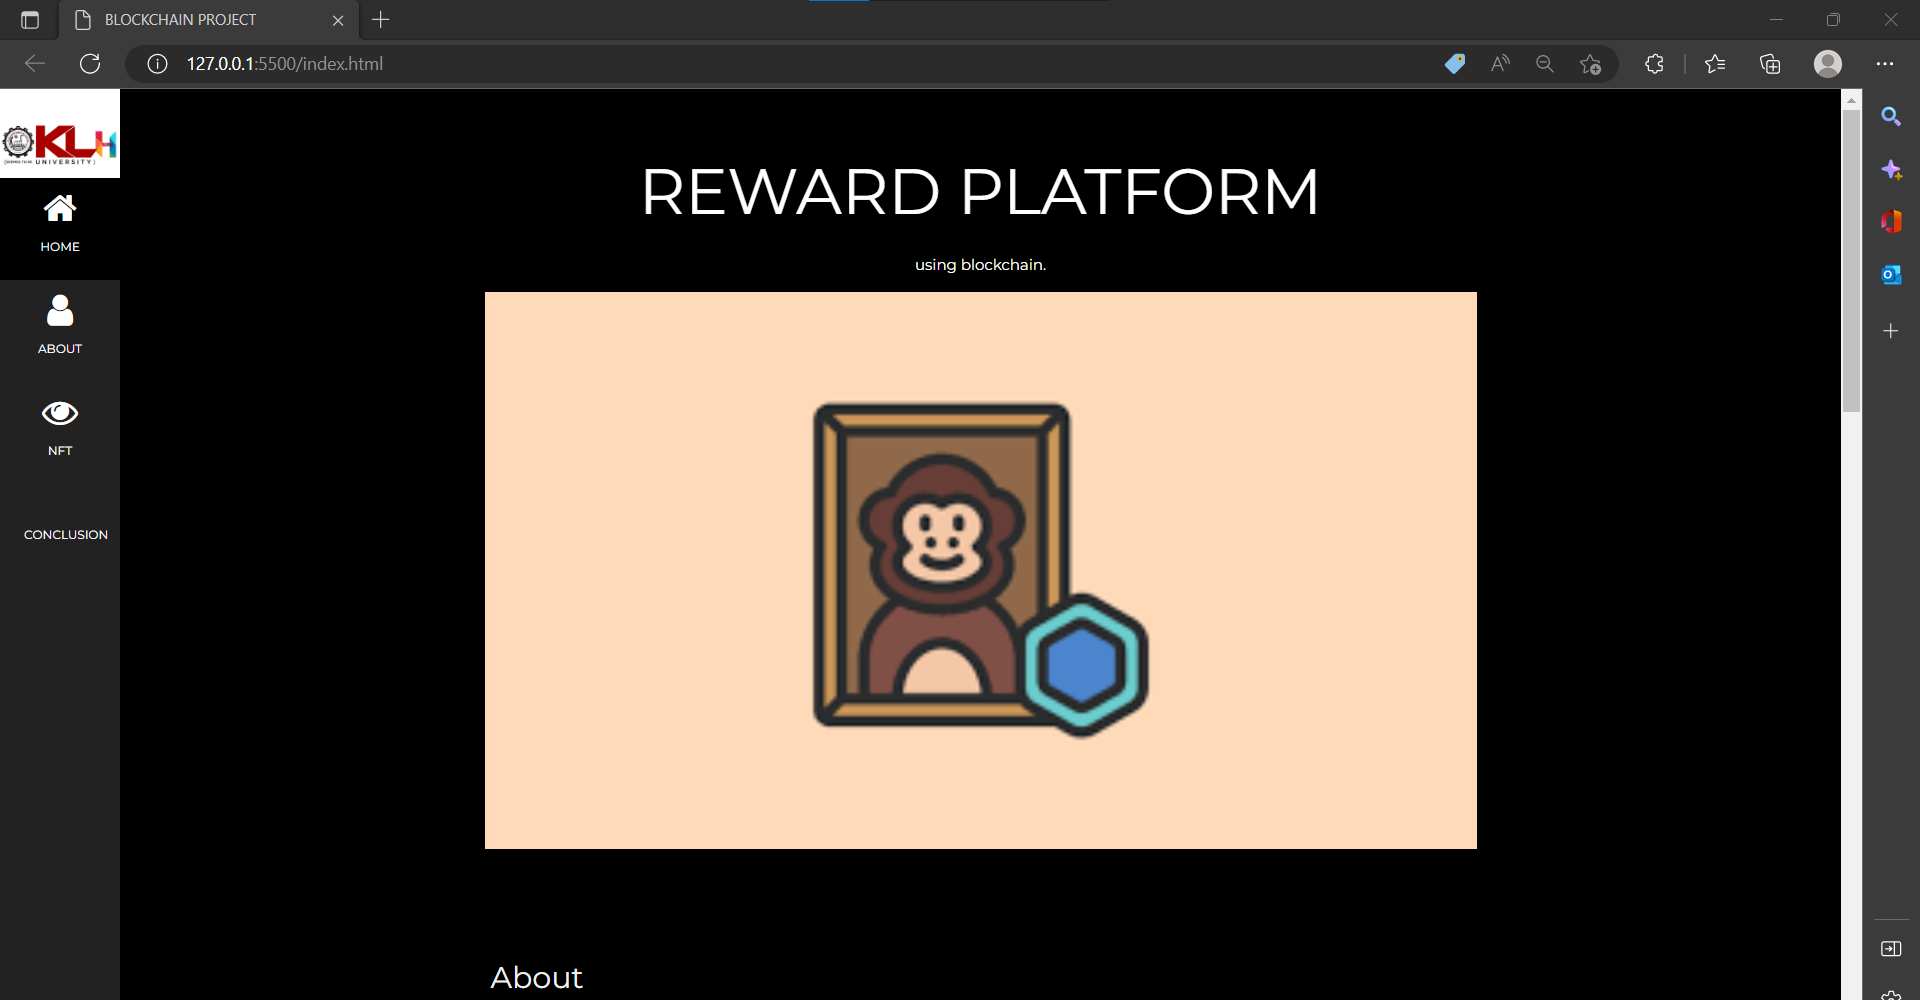 BLOCKCHAIN PROJECT
127.0.0.1:5500/index.html
KLH
UNIVERSITY
HOME
ABOUT
NFT
CONCLUSION
REWARD PLATFORM
using blockchain.
About